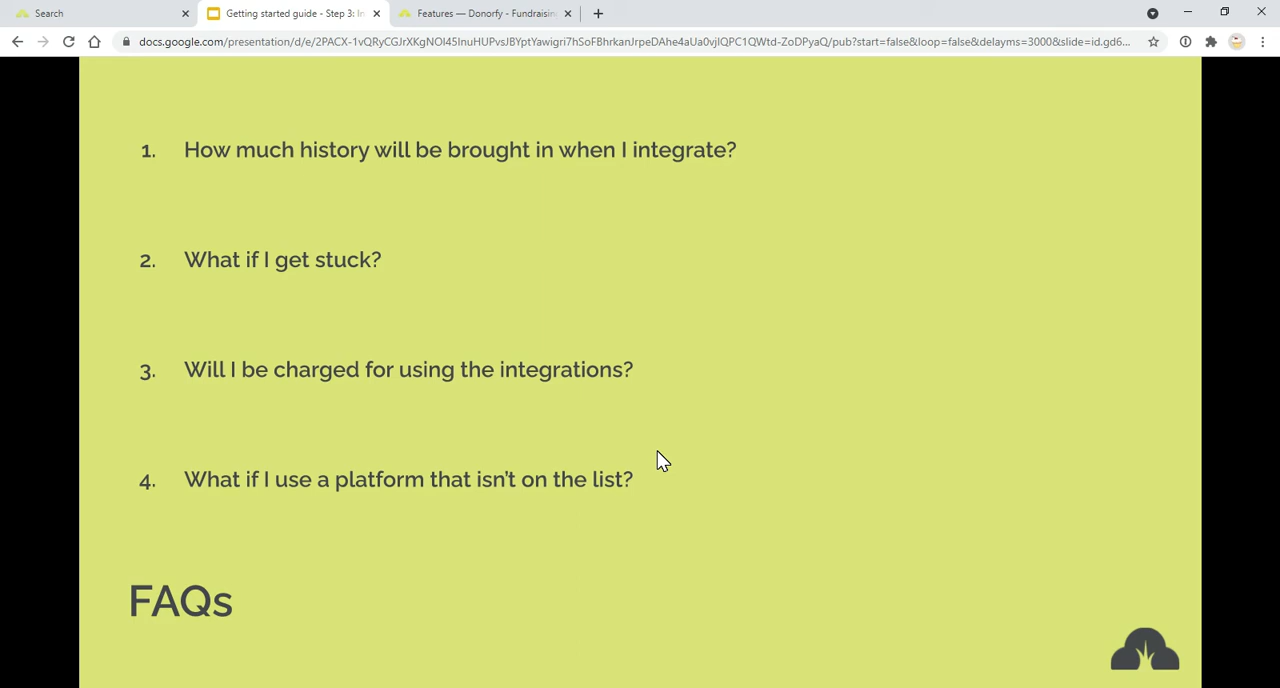 Search
Getting started guide - Step 3: In
Features — Donorfy - Fundraisin
docs.google.com/presentation/d/e/2PACX-1vQRyCGJrXKgNOI45InuHUPvsJBYptYawigri7hSoFBhrkanJrpeDAhe4aUa0vjIQPC1QWtd-ZoDPyaQ/pub?start=false&loop=false&delayms=3000&slide=id.gd6...
1. How much history will be brought in when I integrate?
2. What if I get stuck?
3. Will I be charged for using the integrations?
4. What if I use a platform that isn't on the list?
FAQs